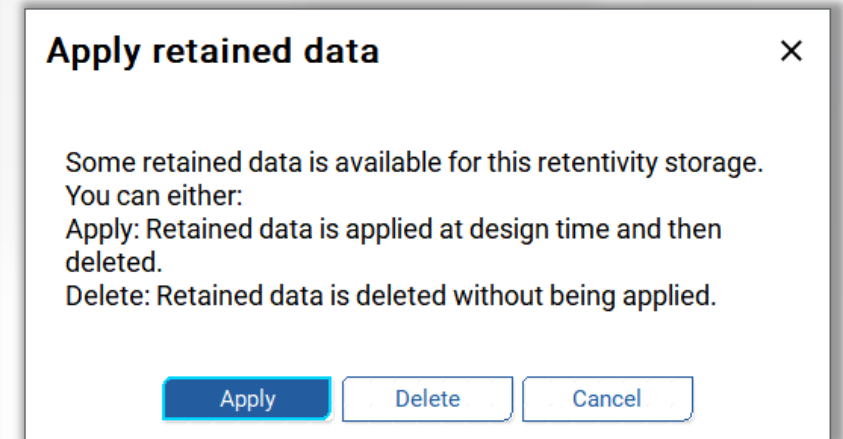 Apply retained data
Some retained data is available for this retentivity storage.
You can either:
Apply: Retained data is applied at design time and then
deleted.
Delete: Retained data is deleted without being applied.
Apply
Delete
Cancel